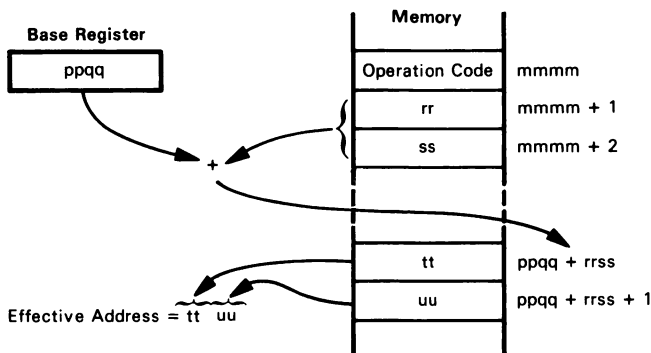 Memory
Base Register
ppqq
Operation Code mmmm
rr mmmm + 1
ss mmmm + 2
+
tt ppqq + rrss
uu ppqq + rrss + 1
Effective Address = tt uu